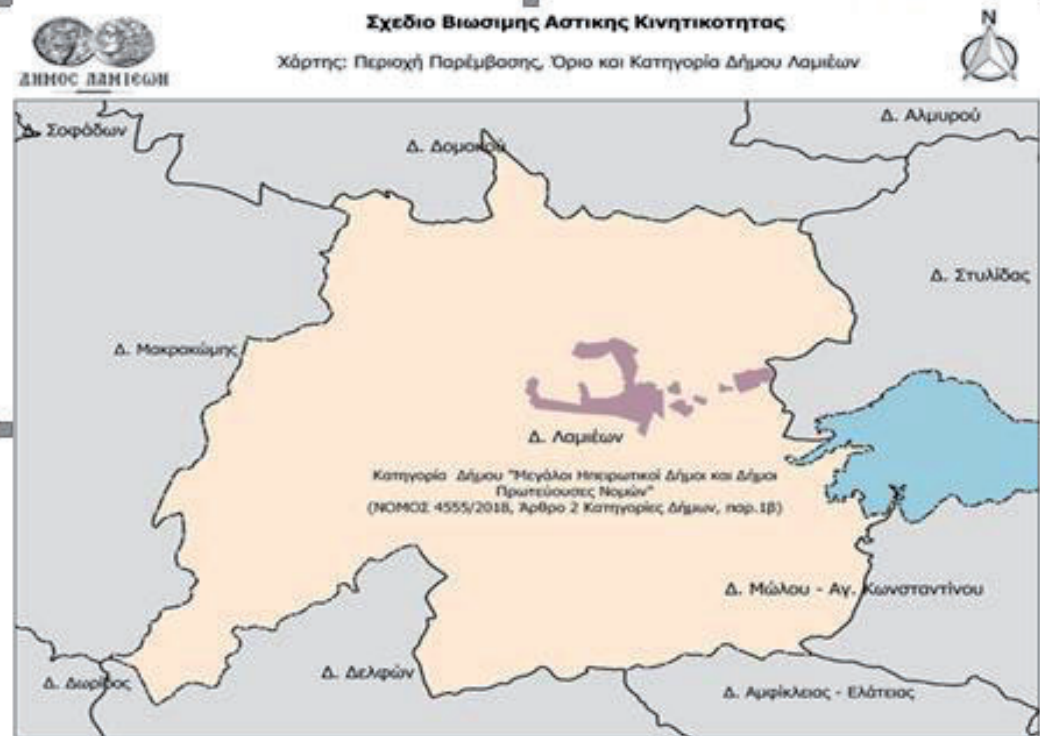 Σχεδιο Βιωσιμης Αστικης Κινητικοτητας
Ν
ΔΗΜΟC ΛΑΜΙΕΩΝ
Χάρτης: Περιοχή Παρέμβασης, Όριο και Κατηγορία Δήμου Λαμιέων
Δ. Σοφάδων
Δ. Δομοκού
Δ. Αλμυρού
Δ. Στυλίδας
Δ. Μακρακώμης
Δ. Λαμιέων
Κατηγορία Δήμου "Μεγάλοι Ηπειρωτικοί Δήμοι και Δήμοι
Πρωτεύουσες Νομών"
(ΝΟΜΟΣ 4555/2018, Άρθρο 2 Κατηγορίες Δήμων, παρ.1β)
Δ. Μώλου - Αγ. Κωνσταντίνου
Δ. Δωρίδος
Δ. Δελφών
Δ. Αμφίκλειας - Ελάτειας